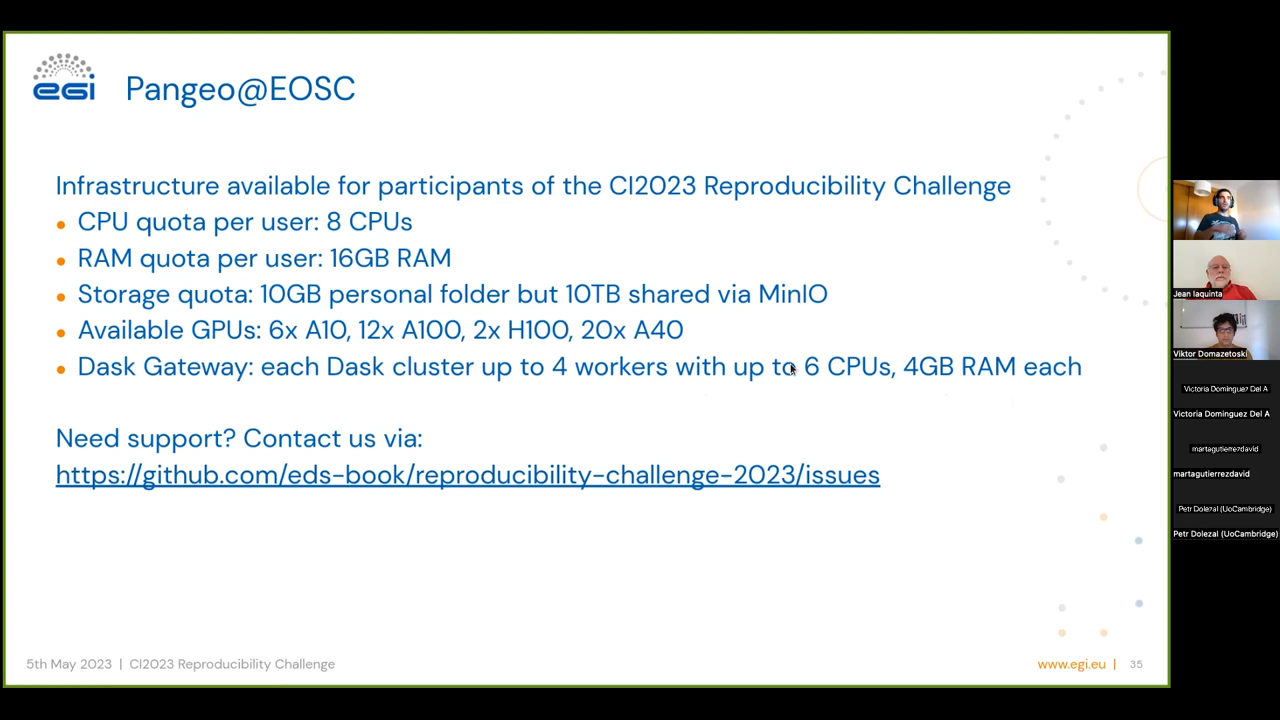 egi
Pangeo@EOSC
Infrastructure available for participants of the CI2023 Reproducibility Challenge
• CPU quota per user: 8 CPUs
• RAM quota per user: 16GB RAM
• Storage quota: 10GB personal folder but 10TB shared via MinIO
• Available GPUs: 6x A10, 12x A100, 2x H100, 20x A40
• Dask Gateway: each Dask cluster up to 4 workers with up to 6 CPUs, 4GB RAM each
Need support? Contact us via:
https://github.com/eds-book/reproducibility-challenge-2023/issues
5th May 2023 | CI2023 Reproducibility Challenge
www.egi.eu | 35
Jean Iaquinta
Viktor Domazetoski
Victoria Dominguez Del A
Victoria Dominguez Del A
martagutierrezdavid
martagutierrezdavid
Petr Dolezal (UoCambridge)
Petr Dolezal (UoCambridge)